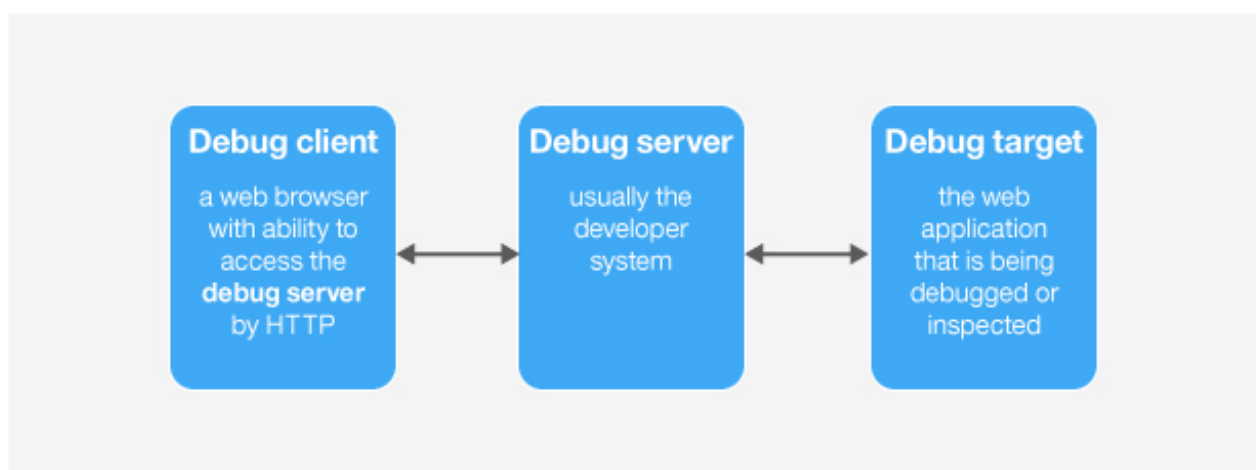 Debug client
a web browser
with ability to
access the
debug server
by HTTP
Debug server
usually the
developer
system
Debug target
the web
application
that is being
debugged or
inspected